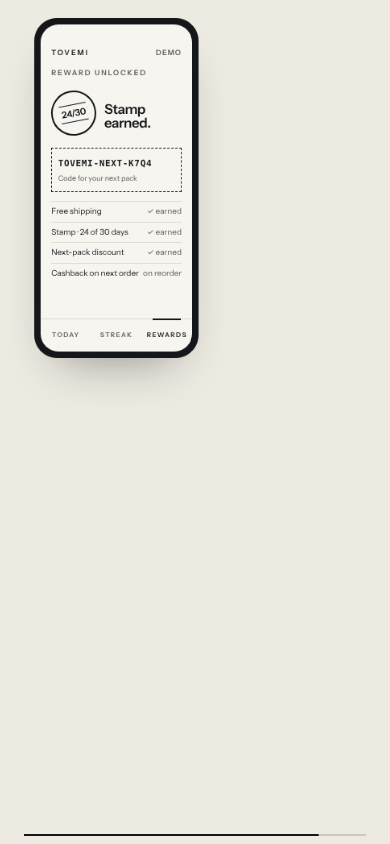 TOVEMI DEMO
REWARD UNLOCKED
24/30
Stamp
earned.
TOVEMI-NEXT-K7Q4
Code for your next pack
Free shipping ✓ earned
Stamp · 24 of 30 days ✓ earned
Next-pack discount ✓ earned
Cashback on next order on reorder
TODAY STREAK REWARDS